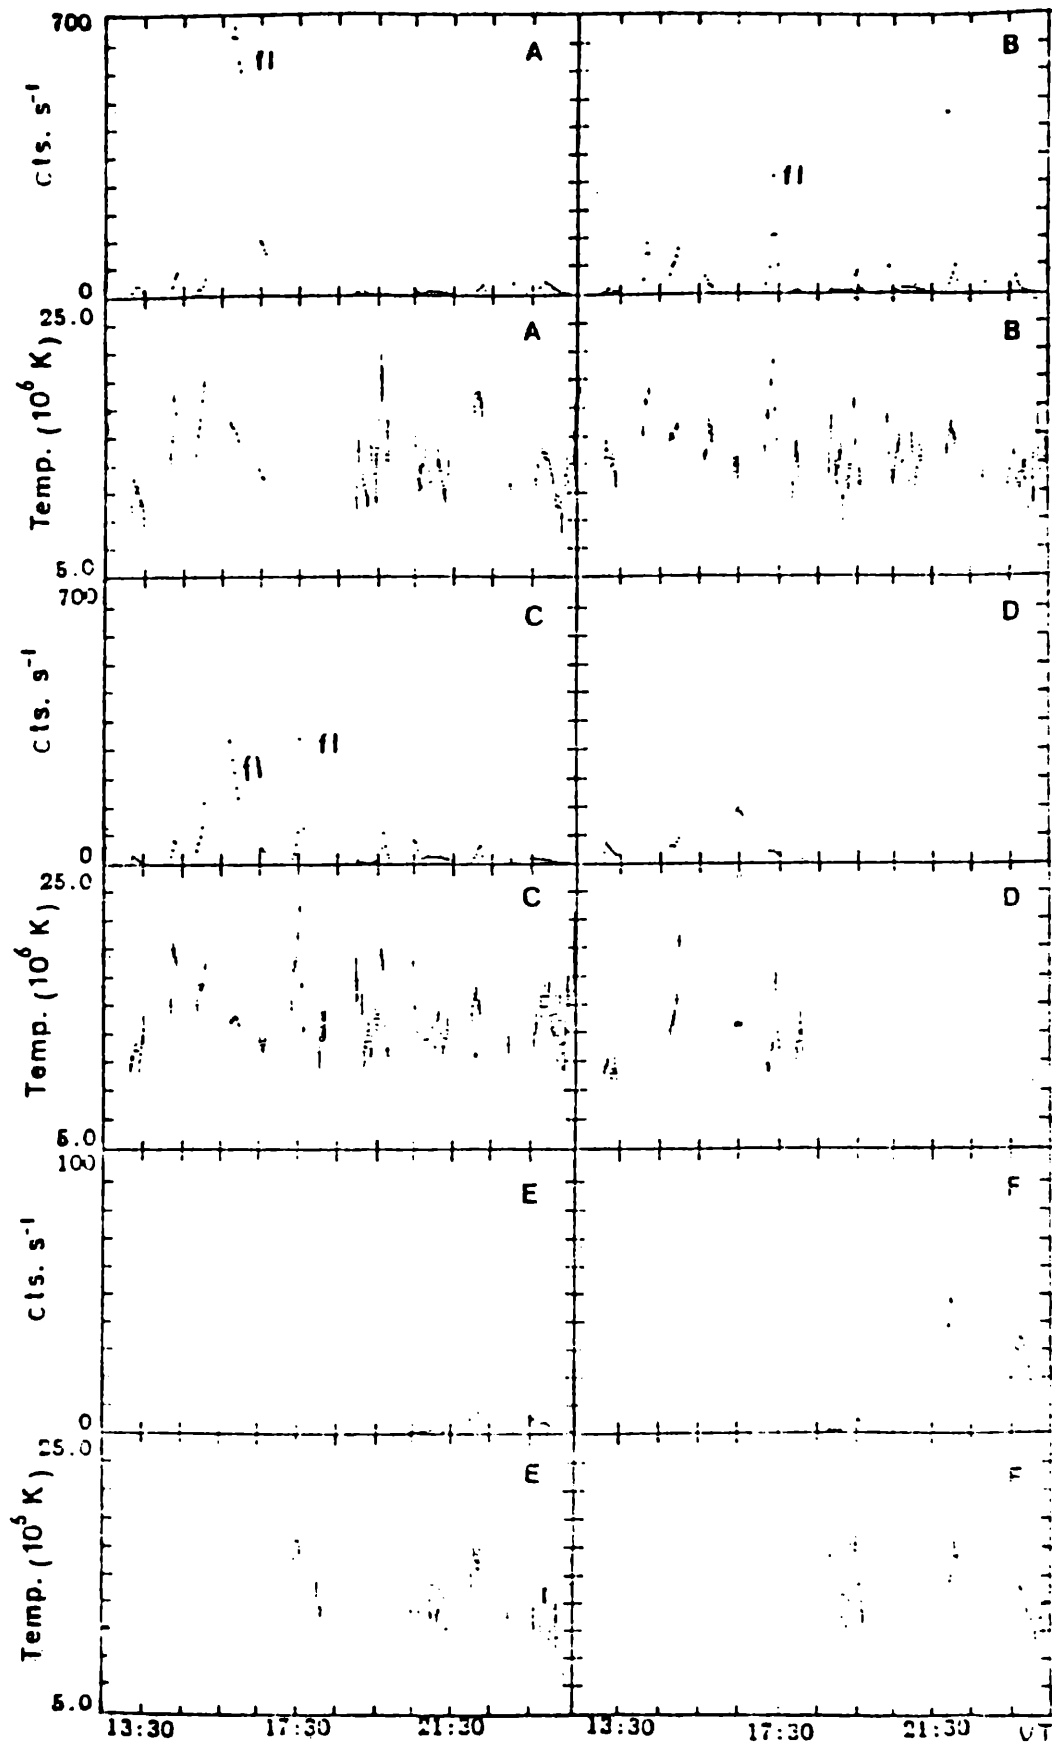 700
cts. s⁻¹
fl
A
0
B
fl
25.0
Temp. (10⁶ K)
A
5.0
B
700
cts. s⁻¹
C
fl
fl
0
D
25.0
Temp. (10⁶ K)
C
5.0
D
100
cts. s⁻¹
E
0
F
25.0
Temp. (10⁵ K)
E
5.0
F
13:30
17:30
21:30
13:30
17:30
21:30
UT